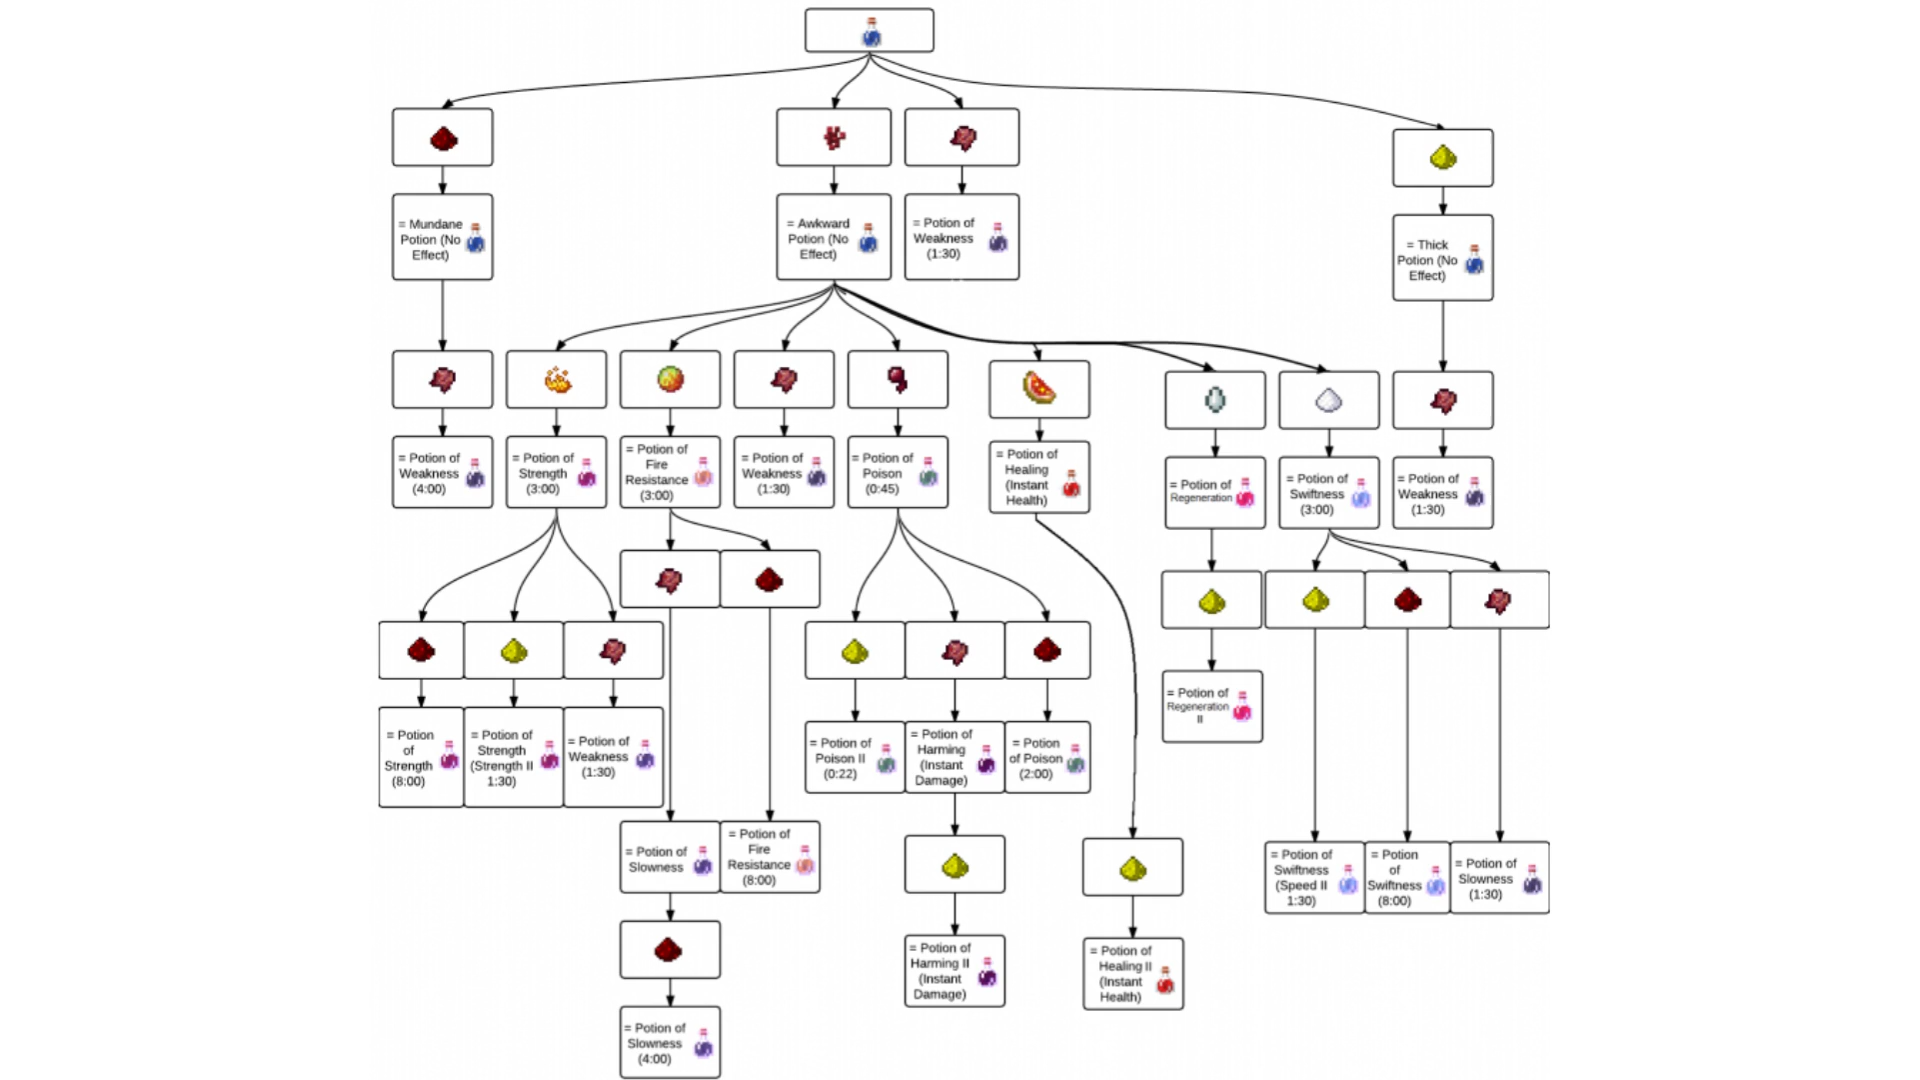 = Mundane
Potion (No
Effect)
= Awkward
Potion (No
Effect)
= Potion of
Weakness
(1:30)
= Thick
Potion (No
Effect)
= Potion of
Weakness
(4:00)
= Potion of
Strength
(3:00)
= Potion of
Fire
Resistance
(3:00)
= Potion of
Weakness
(1:30)
= Potion of
Poison
(0:45)
= Potion of
Healing
(Instant
Health)
= Potion of
Regeneration
= Potion of
Swiftness
(3:00)
= Potion of
Weakness
(1:30)
= Potion
of
Strength
(8:00)
= Potion of
Strength
(Strength II
1:30)
= Potion of
Weakness
(1:30)
= Potion of
Poison II
(0:22)
= Potion of
Harming
(Instant
Damage)
= Potion
of Poison
(2:00)
= Potion of
Regeneration
II
= Potion of
Slowness
= Potion of
Fire
Resistance
(8:00)
= Potion of
Swiftness
(Speed II
1:30)
= Potion
of
Swiftness
(8:00)
= Potion of
Slowness
(1:30)
= Potion of
Harming II
(Instant
Damage)
= Potion of
Healing II
(Instant
Health)
= Potion of
Slowness
(4:00)